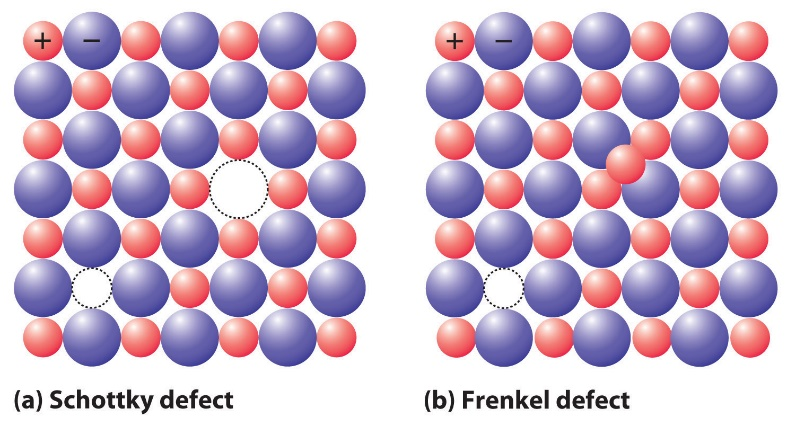 + −
+ −
(a) Schottky defect
(b) Frenkel defect